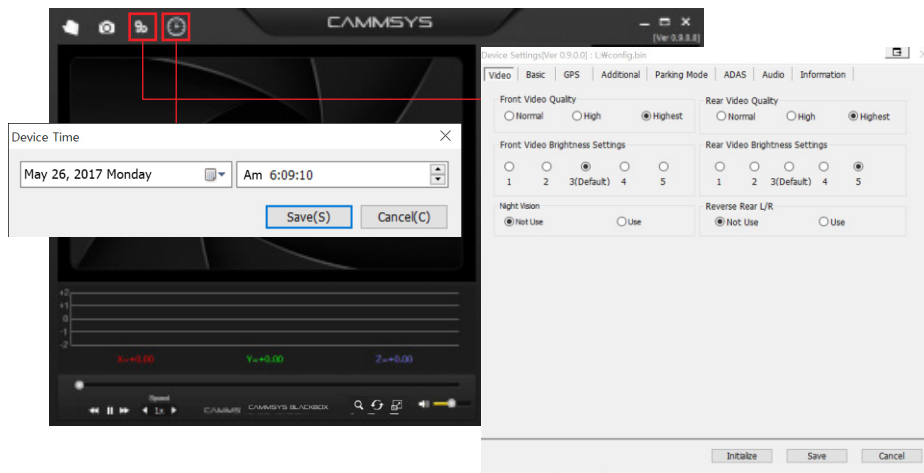 CAMMSYS
[Ver 0.9.8.8]
Device Settings[Ver 0.9.0.0] : L:₩config.bin
Video Basic GPS Additional Parking Mode ADAS Audio Information
Front Video Quality
Normal High Highest
Rear Video Quality
Normal High Highest
Front Video Brightness Settings
1 2 3(Default) 4 5
Rear Video Brightness Settings
1 2 3(Default) 4 5
Night Vision
Not Use Use
Reverse Rear L/R
Not Use Use
Initialize Save Cancel
Device Time
May 26, 2017 Monday
Am 6:09:10
Save(S) Cancel(C)
+2
+1
0
-1
-2
X=+0.00 Y=+0.00 Z=+0.00
Speed
1x
CAMMSYS BLACKBOX